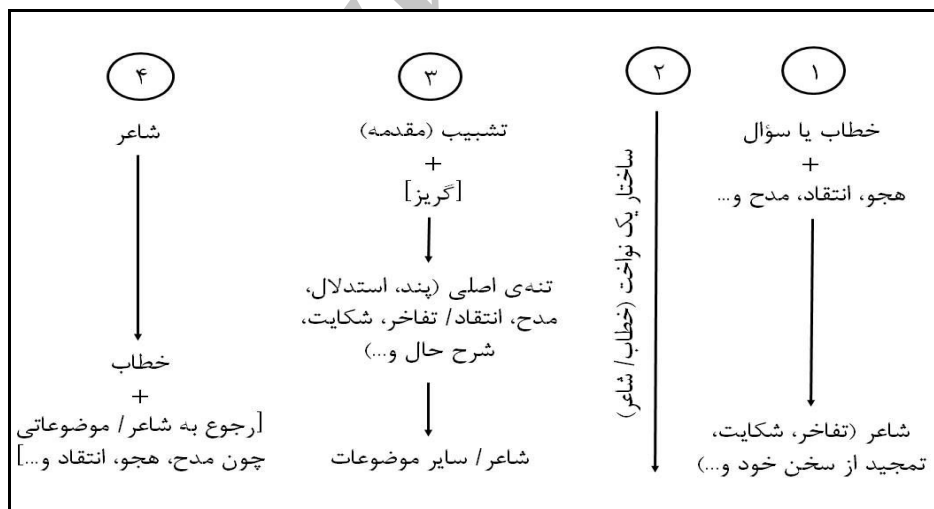 ۱
خطاب یا سؤال
+
هجو، انتقاد، مدح و...
شاعر (تفاخر، شکایت،
تمجید از سخن خود و...)
۲
ساختار یک نواخت (خطاب/ شاعر)
۳
تشبیب (مقدمه)
+
[گریز]
تنه‌ی اصلی (پند، استدلال،
مدح، انتقاد/ تفاخر، شکایت،
شرح حال و...)
شاعر/ سایر موضوعات
۴
شاعر
خطاب
+
[رجوع به شاعر/ موضوعاتی
چون مدح، هجو، انتقاد و...]